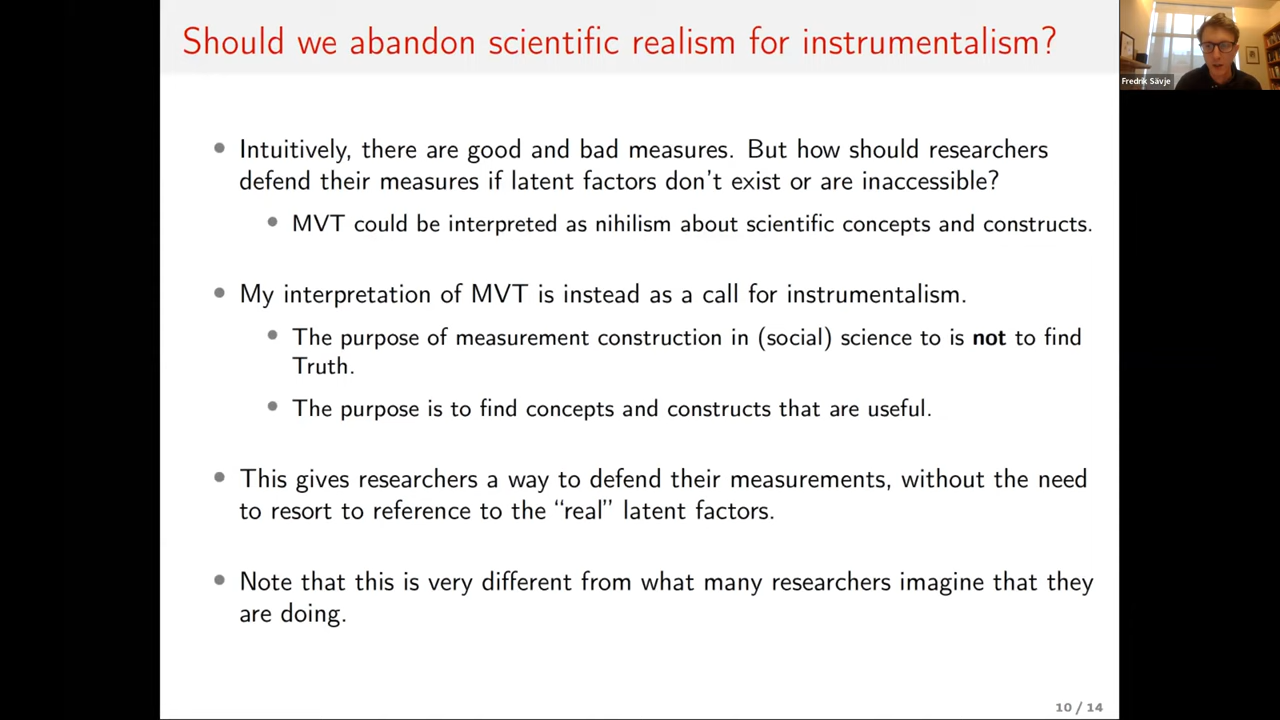 Should we abandon scientific realism for instrumentalism?
Fredrik Sävje
Intuitively, there are good and bad measures. But how should researchers
defend their measures if latent factors don't exist or are inaccessible?
MVT could be interpreted as nihilism about scientific concepts and constructs.
My interpretation of MVT is instead as a call for instrumentalism.
The purpose of measurement construction in (social) science to is not to find
Truth.
The purpose is to find concepts and constructs that are useful.
This gives researchers a way to defend their measurements, without the need
to resort to reference to the “real” latent factors.
Note that this is very different from what many researchers imagine that they
are doing.
10 / 14